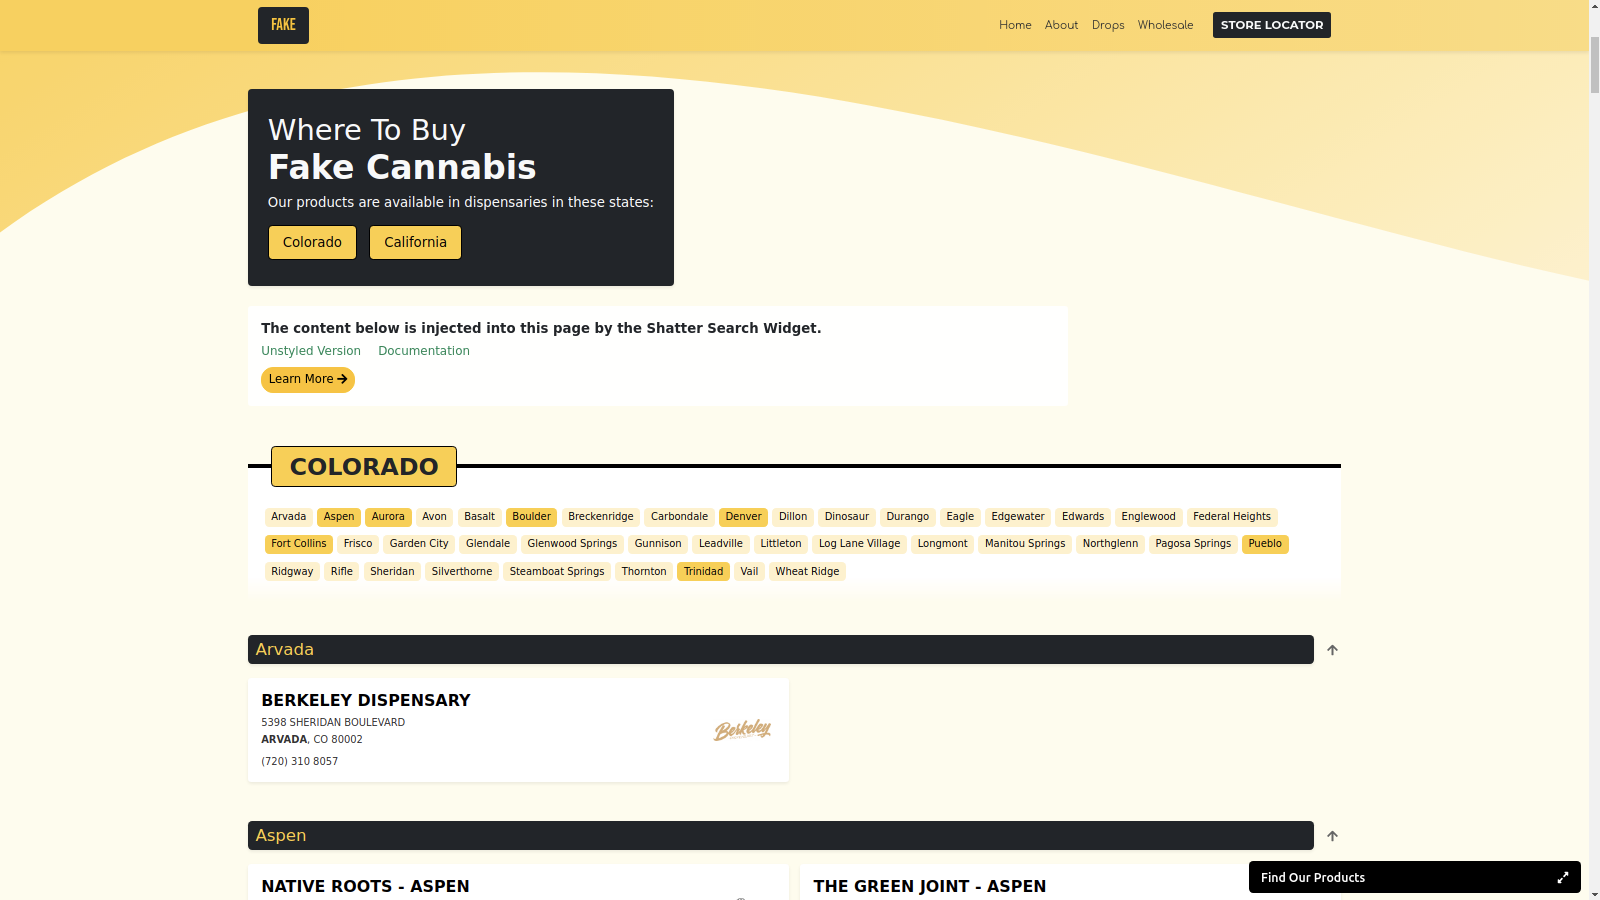 FAKE
Home About Drops Wholesale STORE LOCATOR
Where To Buy
Fake Cannabis
Our products are available in dispensaries in these states:
Colorado California
The content below is injected into this page by the Shatter Search Widget.
Unstyled Version Documentation
Learn More
COLORADO
Arvada Aspen Aurora Avon Basalt Boulder Breckenridge Carbondale Denver Dillon Dinosaur Durango Eagle Edgewater Edwards Englewood Federal Heights
Fort Collins Frisco Garden City Glendale Glenwood Springs Gunnison Leadville Littleton Log Lane Village Longmont Manitou Springs Northglenn Pagosa Springs Pueblo
Ridgway Rifle Sheridan Silverthorne Steamboat Springs Thornton Trinidad Vail Wheat Ridge
Arvada
BERKELEY DISPENSARY
5398 SHERIDAN BOULEVARD
ARVADA, CO 80002
(720) 310 8057
Berkeley
Aspen
NATIVE ROOTS - ASPEN
THE GREEN JOINT - ASPEN
Find Our Products